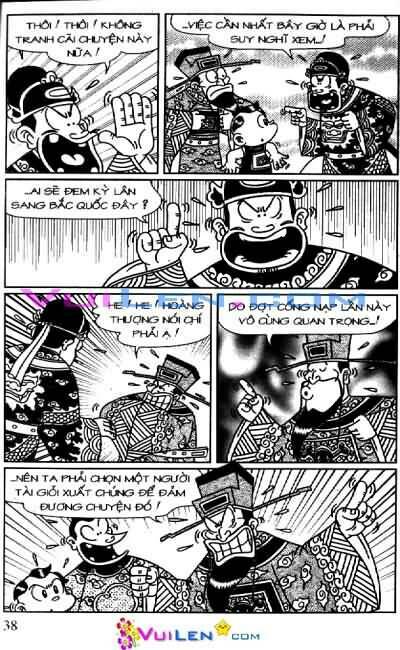 THÔI! THÔI! KHÔNG
TRANH CÃI CHUYỆN NÀY
NỮA!
...VIỆC CẦN NHẤT BÂY GIỜ LÀ PHẢI
SUY NGHĨ XEM...!
...AI SẼ ĐEM KỲ LÂN
SANG BẮC QUỐC ĐÂY?
VUILEN.COM
HE! HE! HOÀNG
THƯỢNG NÓI CHÍ
PHẢI Ạ!
DO ĐỢT CỐNG NẠP LẦN NÀY
VÔ CÙNG QUAN TRỌNG...!
...NÊN TA PHẢI CHỌN MỘT NGƯỜI
TÀI GIỎI XUẤT CHÚNG ĐỂ ĐẢM
ĐƯƠNG CHUYỆN ĐÓ!
38
VUILEN.COM